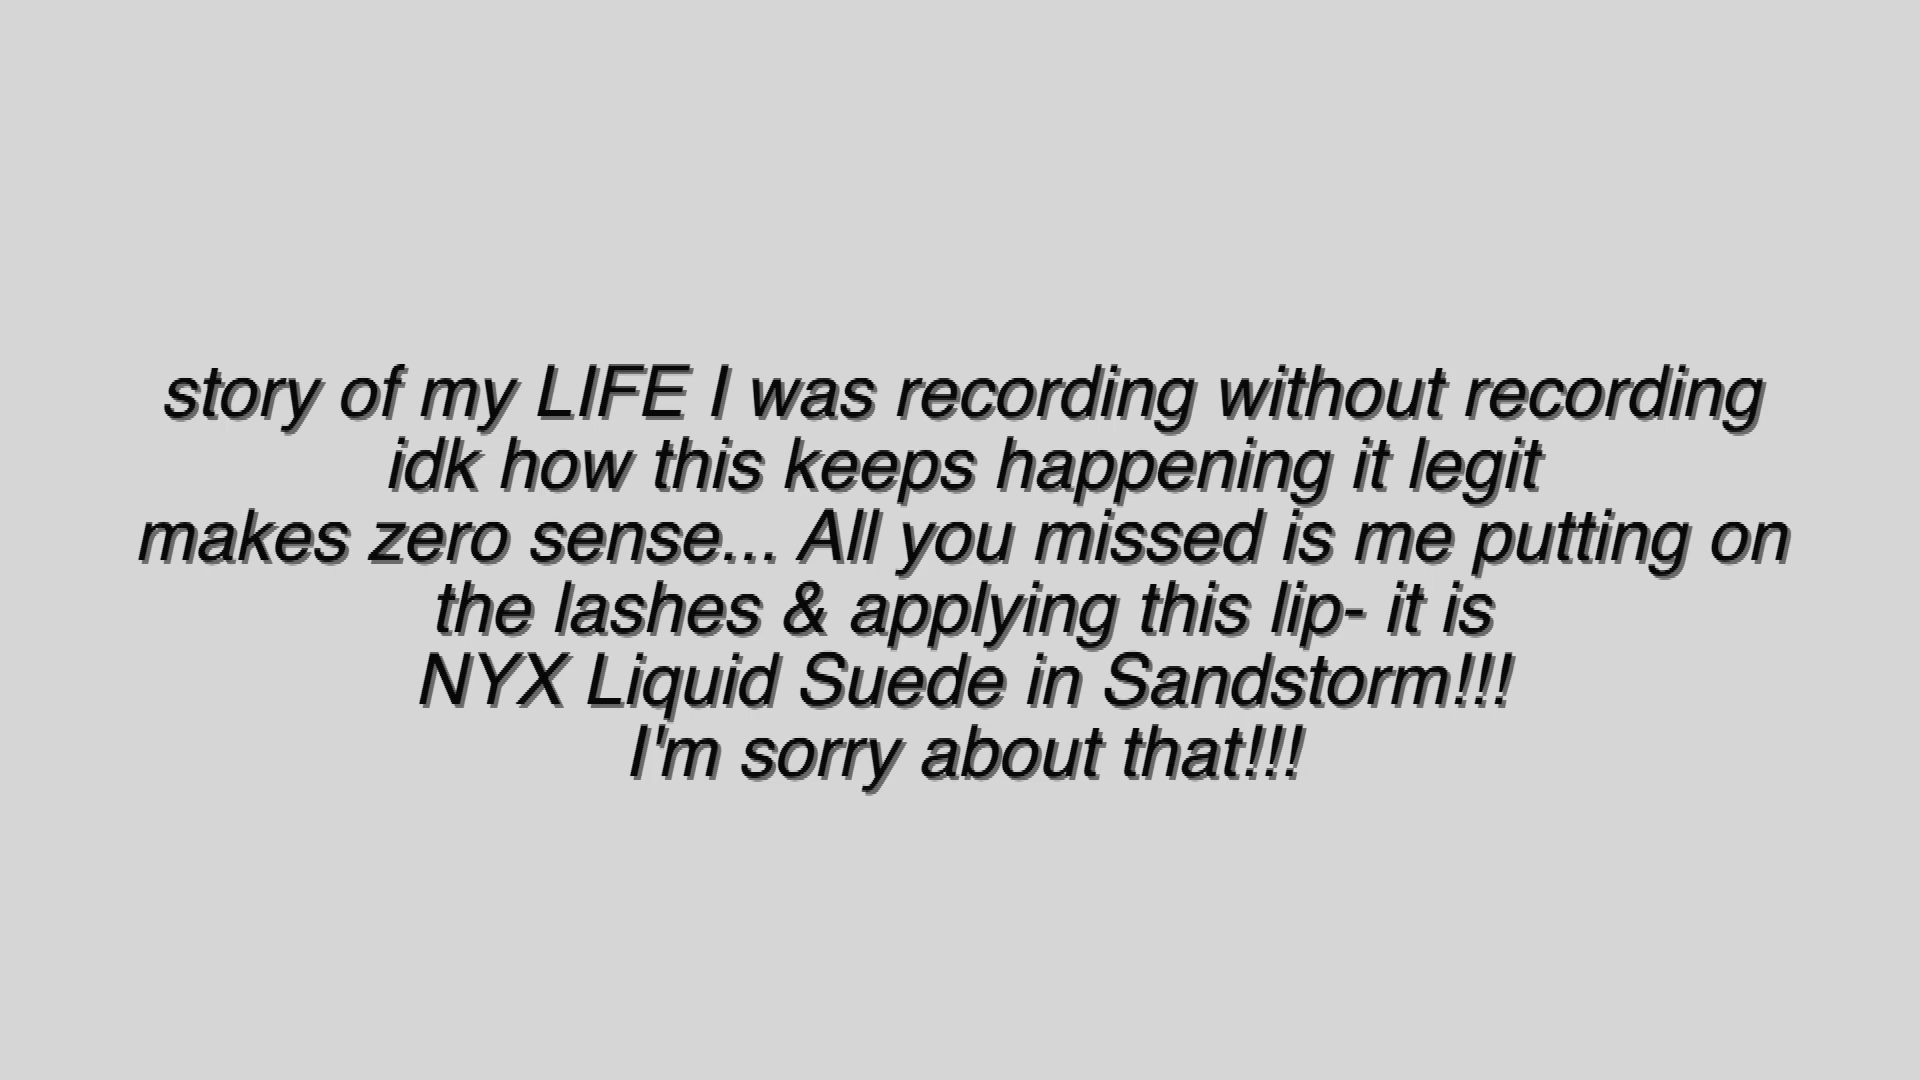 story of my LIFE I was recording without recording
idk how this keeps happening it legit
makes zero sense... All you missed is me putting on
the lashes & applying this lip- it is
NYX Liquid Suede in Sandstorm!!!
I'm sorry about that!!!